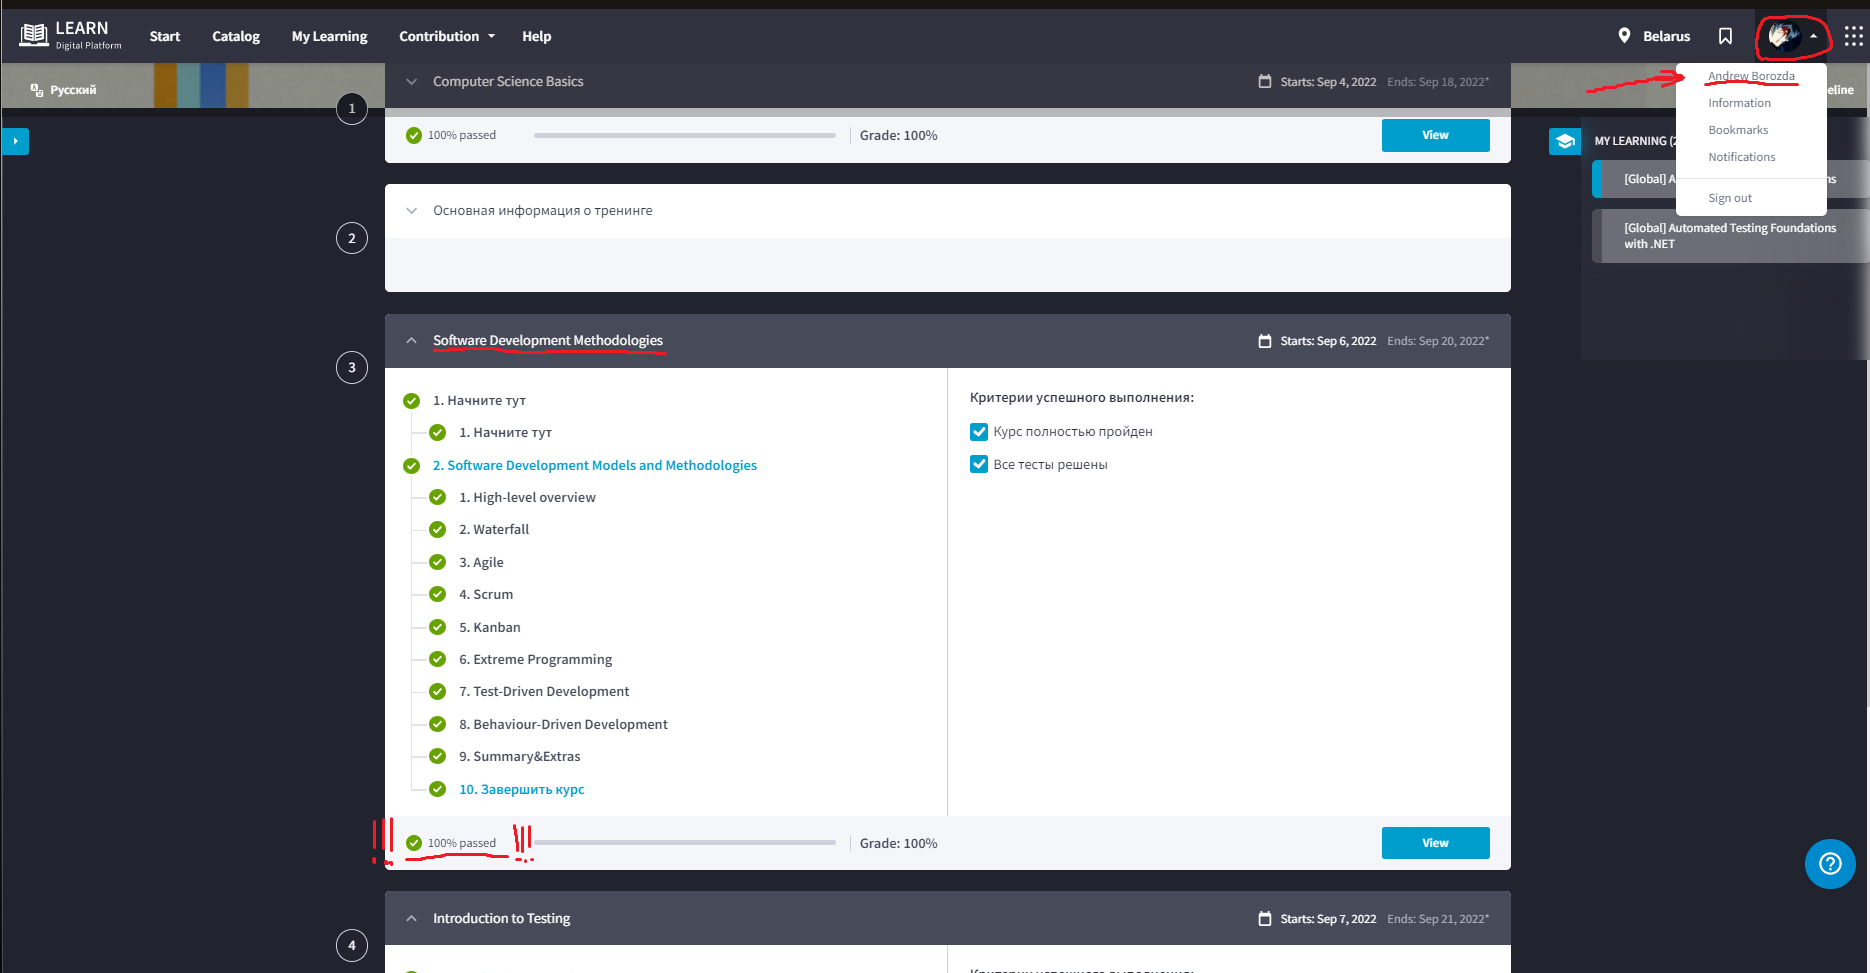 LEARN
Digital Platform
Start
Catalog
My Learning
Contribution
Help
Belarus
Русский
Andrew Borozda
Information
Bookmarks
Notifications
Sign out
eline
1
Computer Science Basics
Starts: Sep 4, 2022
Ends: Sep 18, 2022*
100% passed
Grade: 100%
View
MY LEARNING (2
[Global] A
ns
[Global] Automated Testing Foundations
with .NET
2
Основная информация о тренинге
3
Software Development Methodologies
Starts: Sep 6, 2022
Ends: Sep 20, 2022*
1. Начните тут
1. Начните тут
2. Software Development Models and Methodologies
1. High-level overview
2. Waterfall
3. Agile
4. Scrum
5. Kanban
6. Extreme Programming
7. Test-Driven Development
8. Behaviour-Driven Development
9. Summary&Extras
10. Завершить курс
Критерии успешного выполнения:
Курс полностью пройден
Все тесты решены
!!! 100% passed !!!
Grade: 100%
View
4
Introduction to Testing
Starts: Sep 7, 2022
Ends: Sep 21, 2022*
Критерии успешного выполнения: